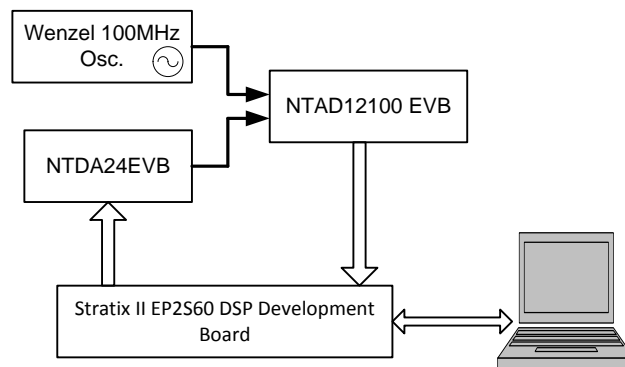 Wenzel 100MHz
Osc.
NTAD12100 EVB
NTDA24EVB
Stratix II EP2S60 DSP Development
Board